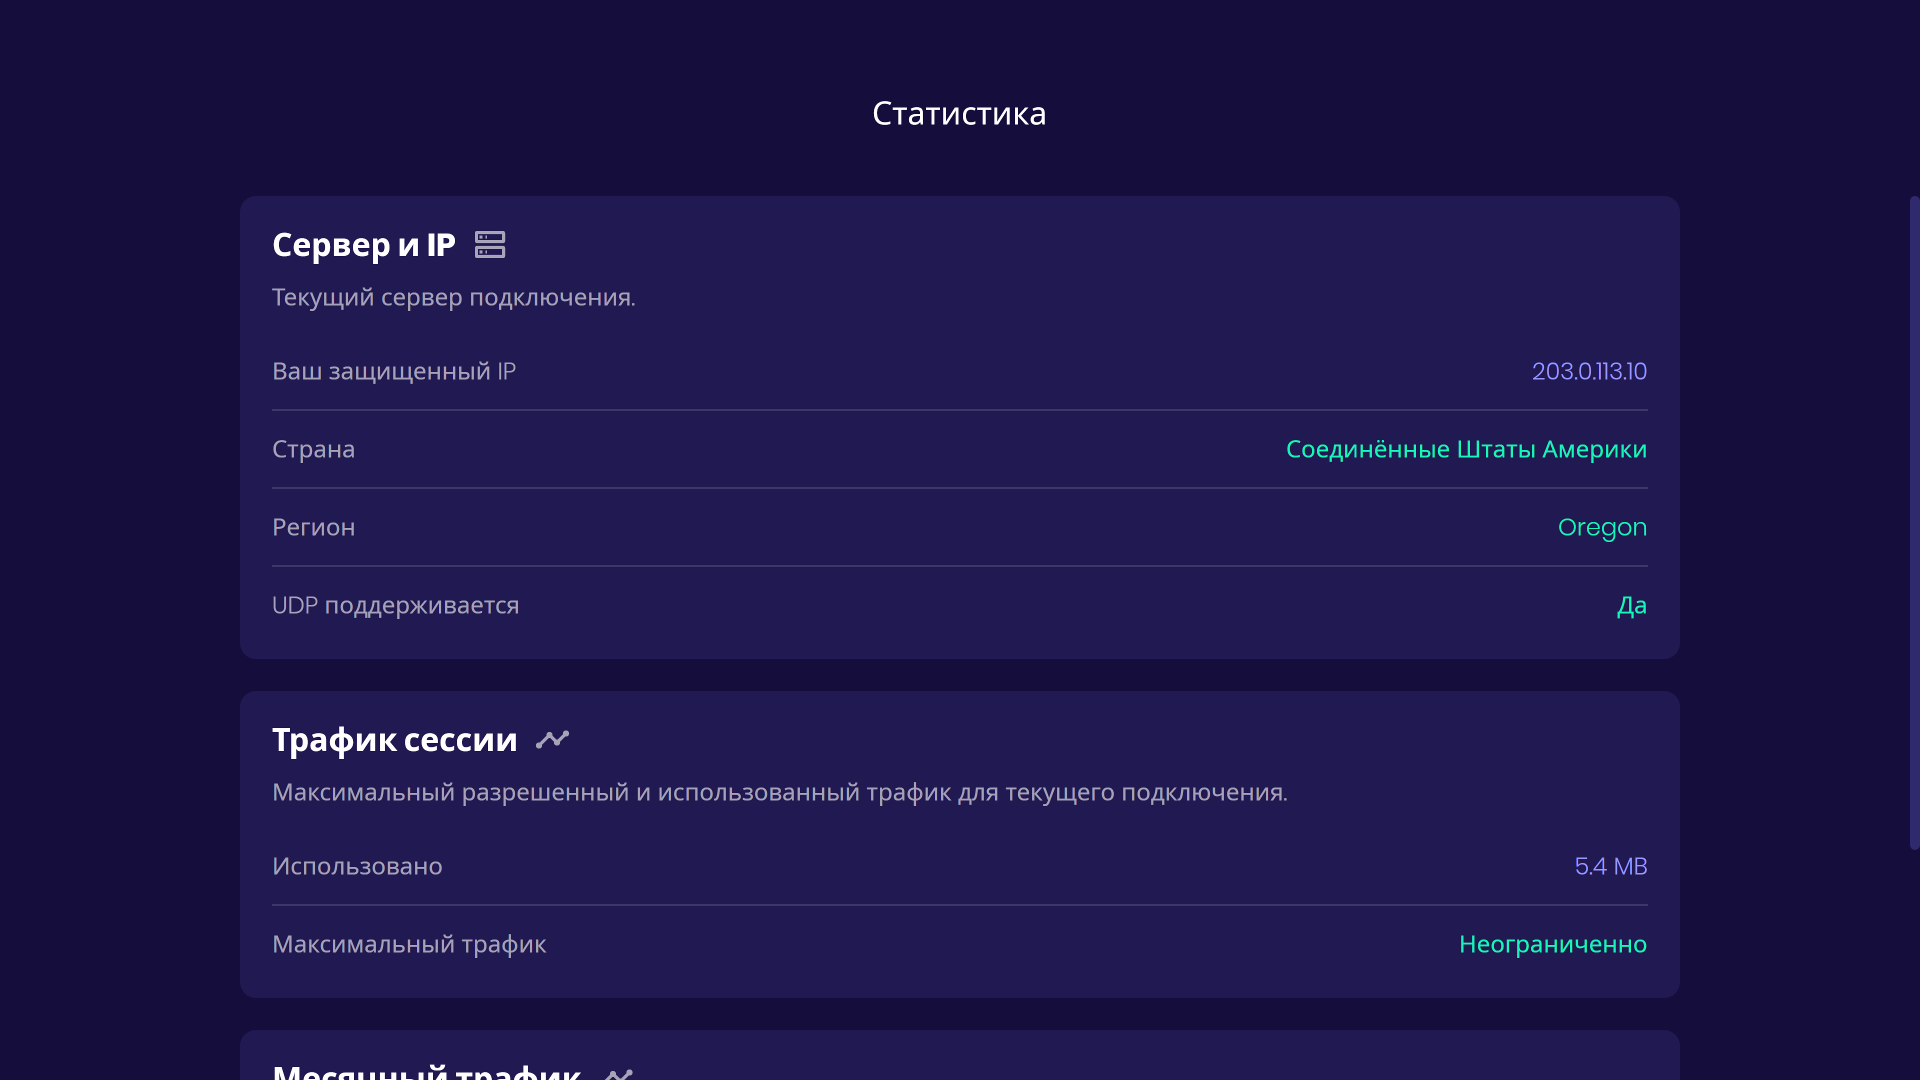 Статистика
Сервер и IP
Текущий сервер подключения.
Ваш защищенный IP
203.0.113.10
Страна
Соединённые Штаты Америки
Регион
Oregon
UDP поддерживается
Да
Трафик сессии
Максимальный разрешенный и использованный трафик для текущего подключения.
Использовано
5.4 MB
Максимальный трафик
Неограниченно
Месячный трафик